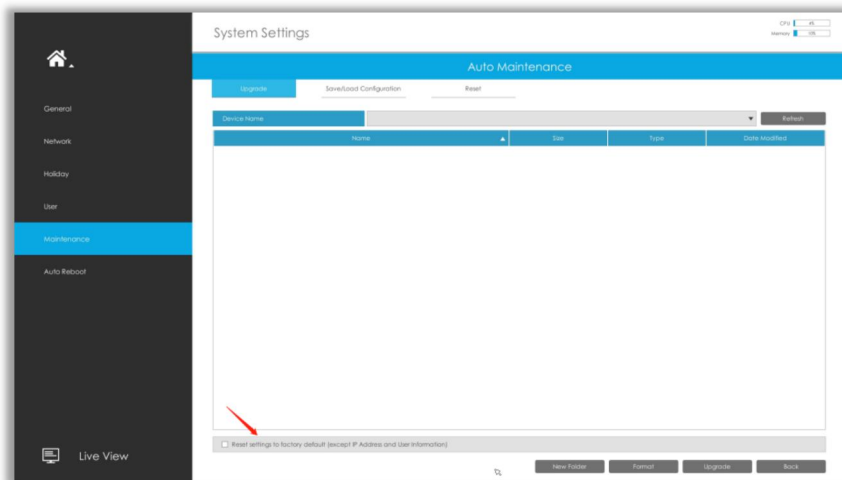 System Settings
CPU 4%
Memory 10%
Auto Maintenance
Upgrade Save/Load Configuration Reset
General
Device Name Refresh
Name Size Type Date Modified
Network
Holiday
User
Maintenance
Auto Reboot
Reset settings to factory default (except IP Address and User Information)
Live View
New Folder Format Upgrade Back